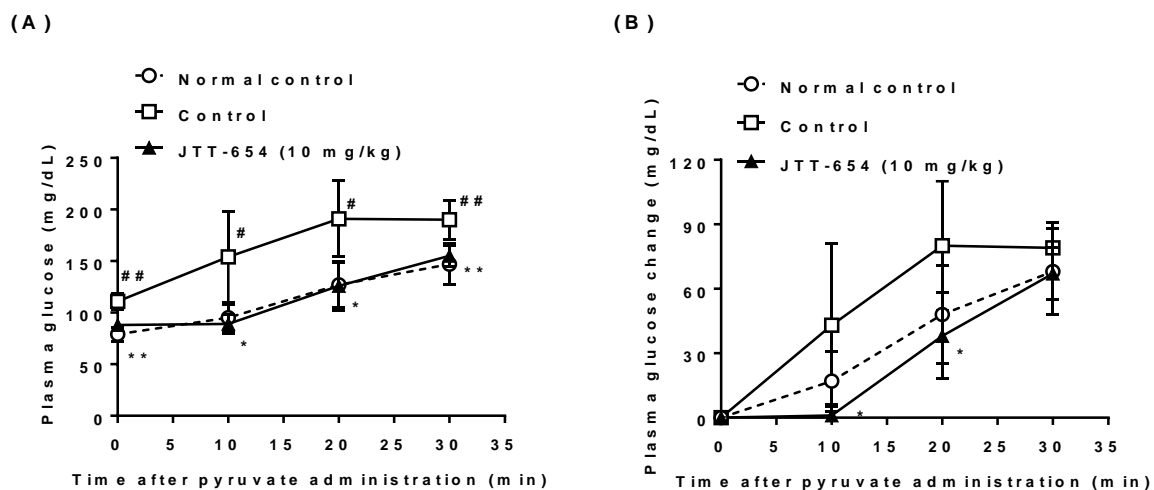 (A)
Normal control
Control
JTT-654 (10 mg/kg)
Plasma glucose (mg/dL)
250
200
150
100
50
0
##
#
#
##
**
*
*
**
0 5 10 15 20 25 30 35
Time after pyruvate administration (min)
(B)
Normal control
Control
JTT-654 (10 mg/kg)
Plasma glucose change (mg/dL)
120
90
60
30
0
*
*
0 5 10 15 20 25 30 35
Time after pyruvate administration (min)